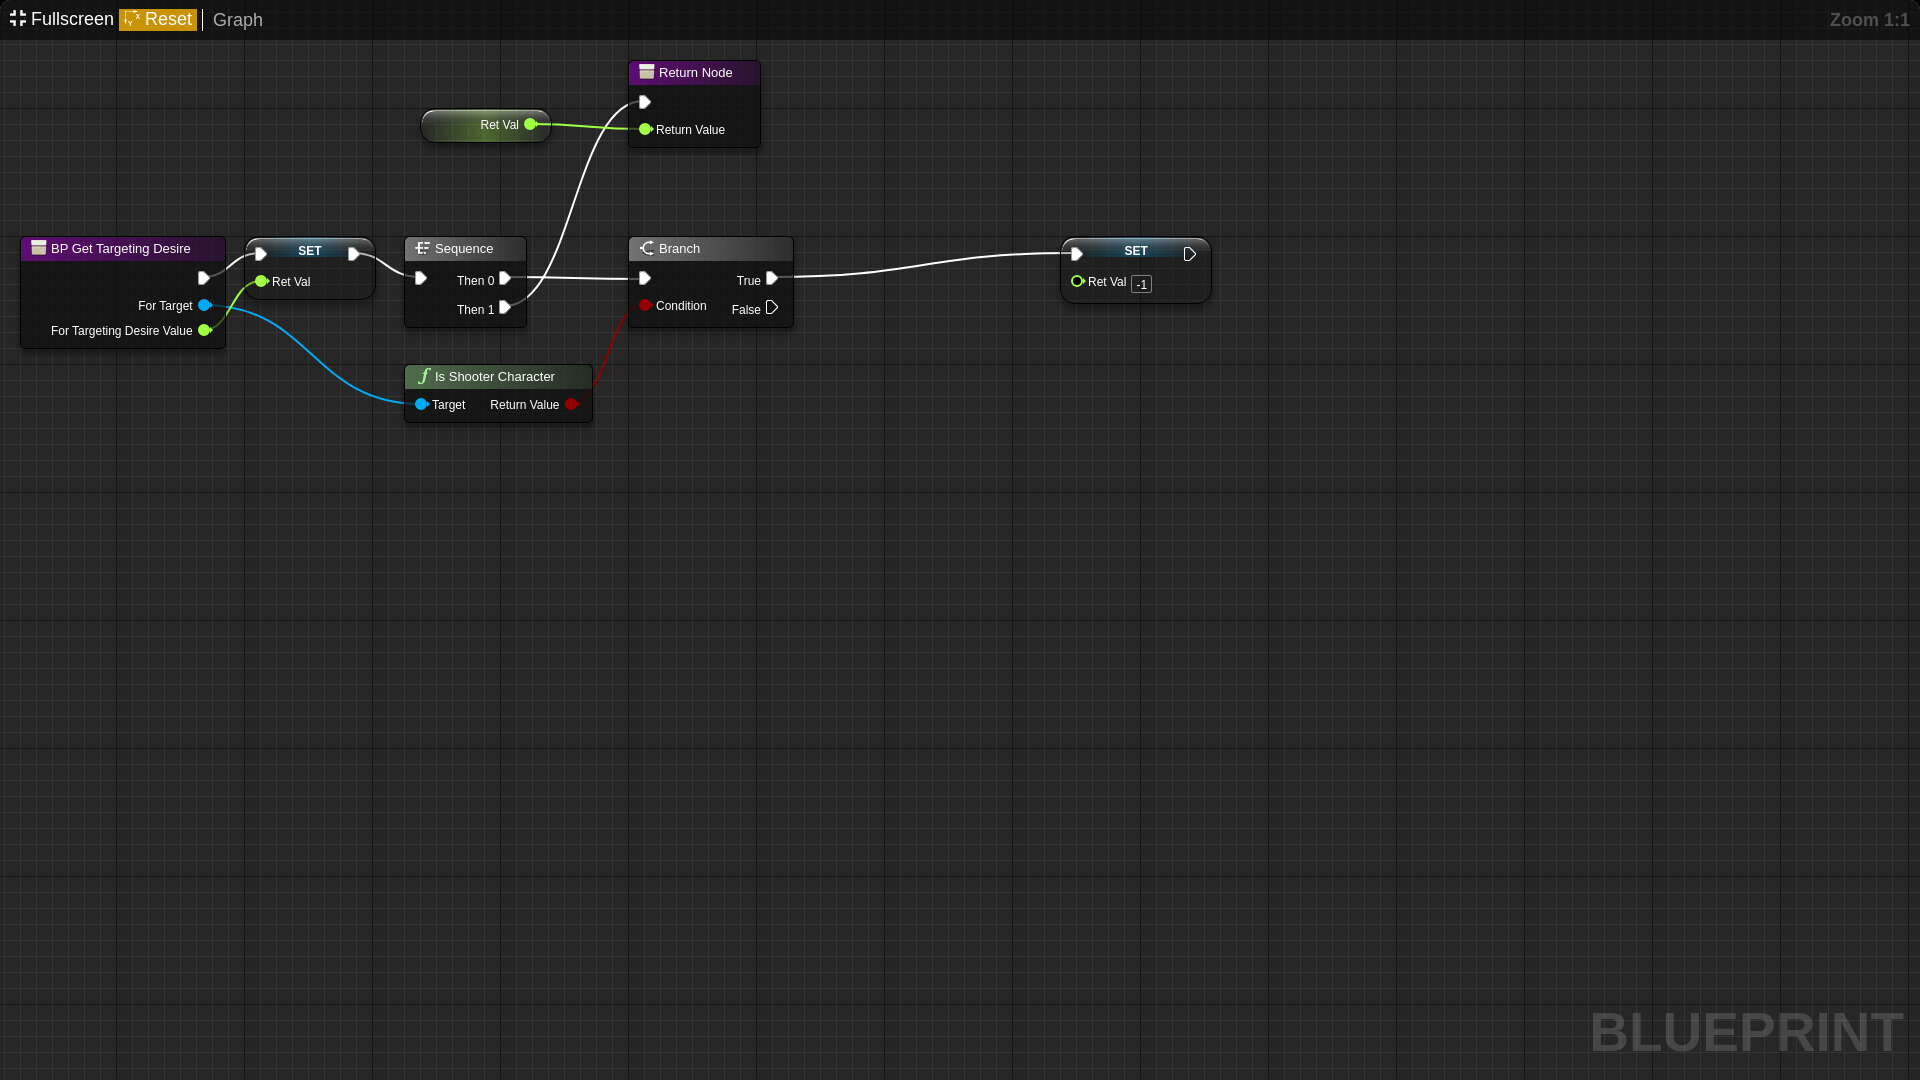 Fullscreen Reset Graph Zoom 1:1
Return Node
Ret Val
Return Value
BP Get Targeting Desire
For Target
For Targeting Desire Value
SET
Ret Val
Sequence
Then 0
Then 1
Branch
True
Condition
False
SET
Ret Val -1
Is Shooter Character
Target Return Value
BLUEPRINT